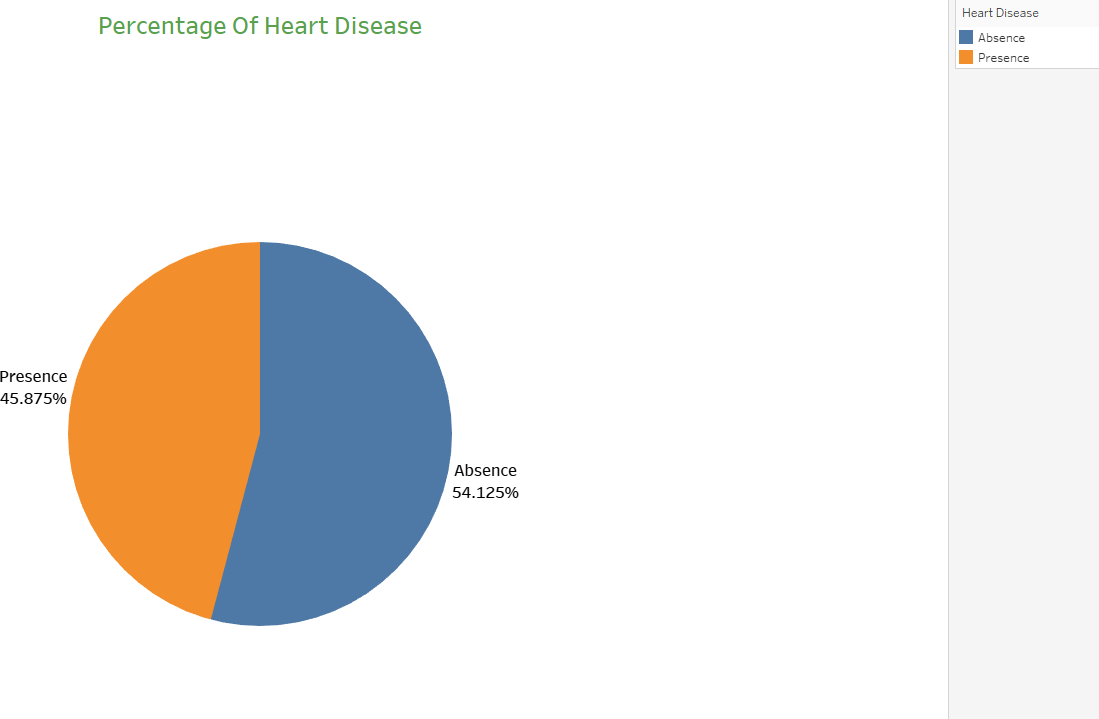 Percentage Of Heart Disease
Heart Disease
Absence
Presence
Presence
45.875%
Absence
54.125%